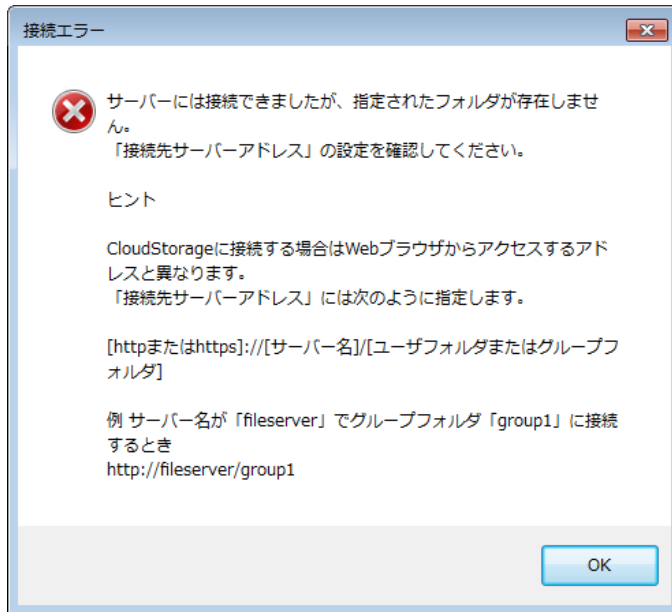 接続エラー
サーバーには接続できましたが、指定されたフォルダが存在しませ
ん。
「接続先サーバーアドレス」の設定を確認してください。
ヒント
CloudStorageに接続する場合はWebブラウザからアクセスするアド
レスと異なります。
「接続先サーバーアドレス」には次のように指定します。
[httpまたはhttps]://[サーバー名]/[ユーザフォルダまたはグループフ
ォルダ]
例 サーバー名が「fileserver」でグループフォルダ「group1」に接続
するとき
http://fileserver/group1
OK